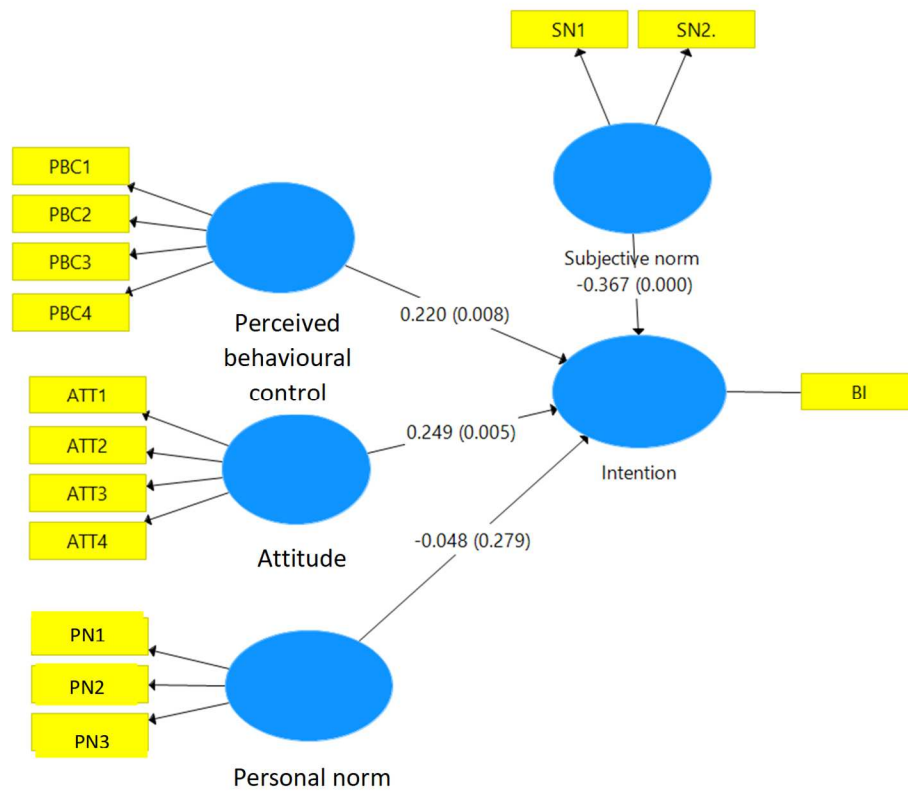 SN1
SN2.
PBC1
PBC2
PBC3
PBC4
Perceived
behavioural
control
Subjective norm
-0.367 (0.000)
0.220 (0.008)
ATT1
ATT2
ATT3
ATT4
Attitude
0.249 (0.005)
BI
Intention
-0.048 (0.279)
PN1
PN2
PN3
Personal norm